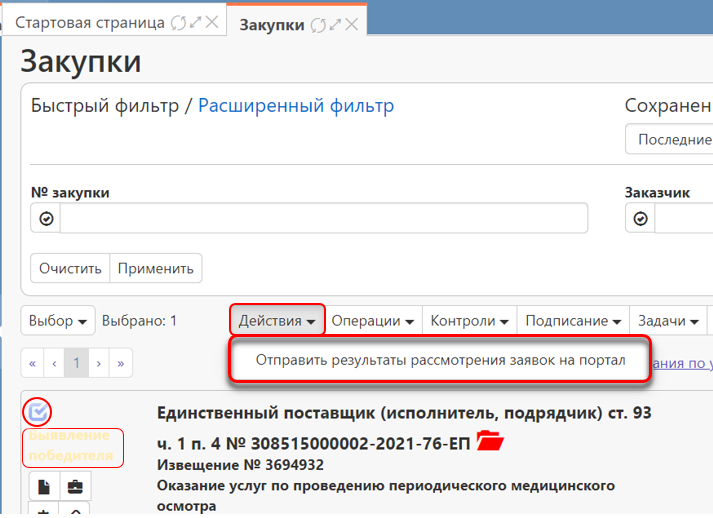 Стартовая страница
Закупки
Закупки
Быстрый фильтр / Расширенный фильтр
Сохранен
Последние
№ закупки
Заказчик
Очистить Применить
Выбор Выбрано: 1 Действия Операции Контроли Подписание Задачи
« ‹ 1 › »
Отправить результаты рассмотрения заявок на портал
ания по у
Единственный поставщик (исполнитель, подрядчик) ст. 93
ч. 1 п. 4 № 308515000002-2021-76-ЕП
Выявление
победителя
Извещение № 3694932
Оказание услуг по проведению периодического медицинского
осмотра